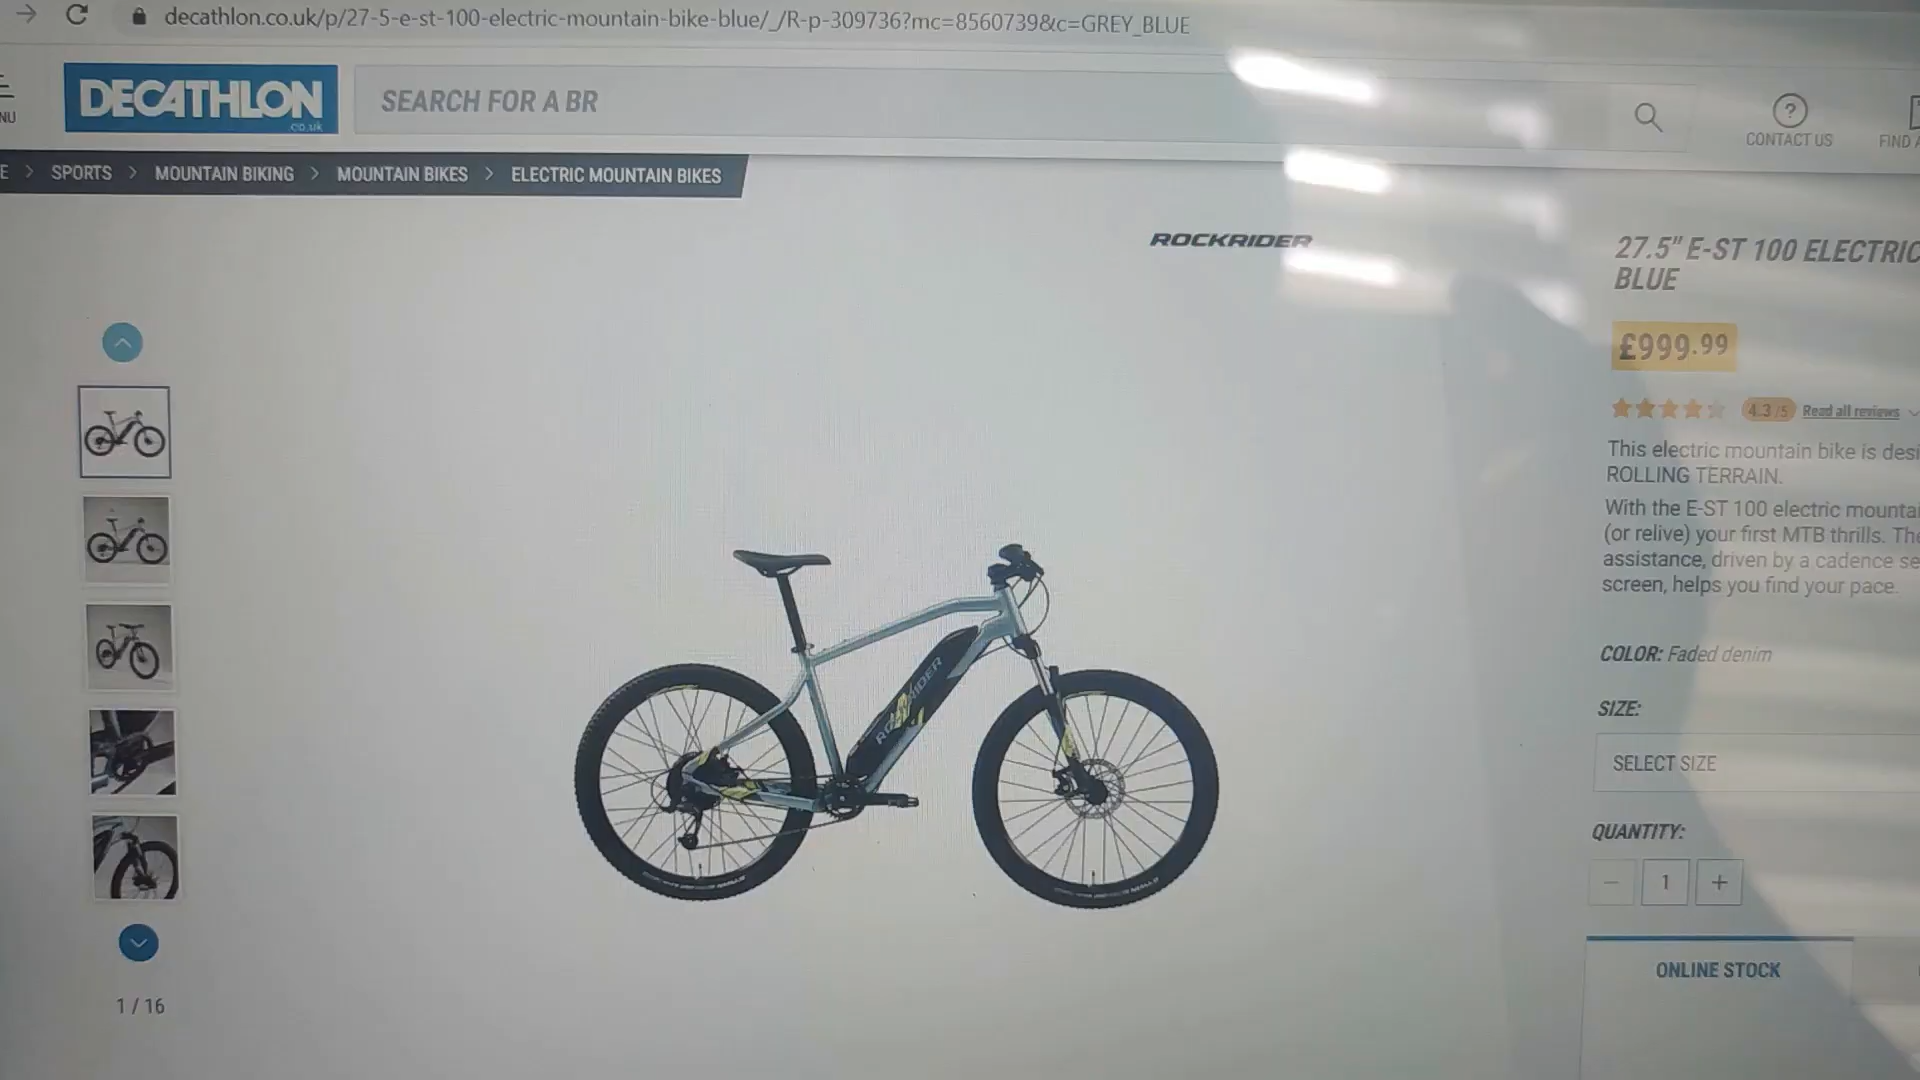 decathlon.co.uk/p/27-5-e-st-100-electric-mountain-bike-blue/_/R-p-309736?mc=8560739&c=GREY_BLUE
NU
DECATHLON
.co.uk
SEARCH FOR A BR
CONTACT US
FIND
E > SPORTS > MOUNTAIN BIKING > MOUNTAIN BIKES > ELECTRIC MOUNTAIN BIKES
ROCKRIDER
27.5" E-ST 100 ELECTRIC
BLUE
£999.99
4.3/5 Read all reviews
This electric mountain bike is desi
ROLLING TERRAIN.
With the E-ST 100 electric mountai
(or relive) your first MTB thrills. The
assistance, driven by a cadence se
screen, helps you find your pace.
COLOR: Faded denim
SIZE:
SELECT SIZE
QUANTITY:
− 1 +
ONLINE STOCK
ROCKRIDER
1 / 16